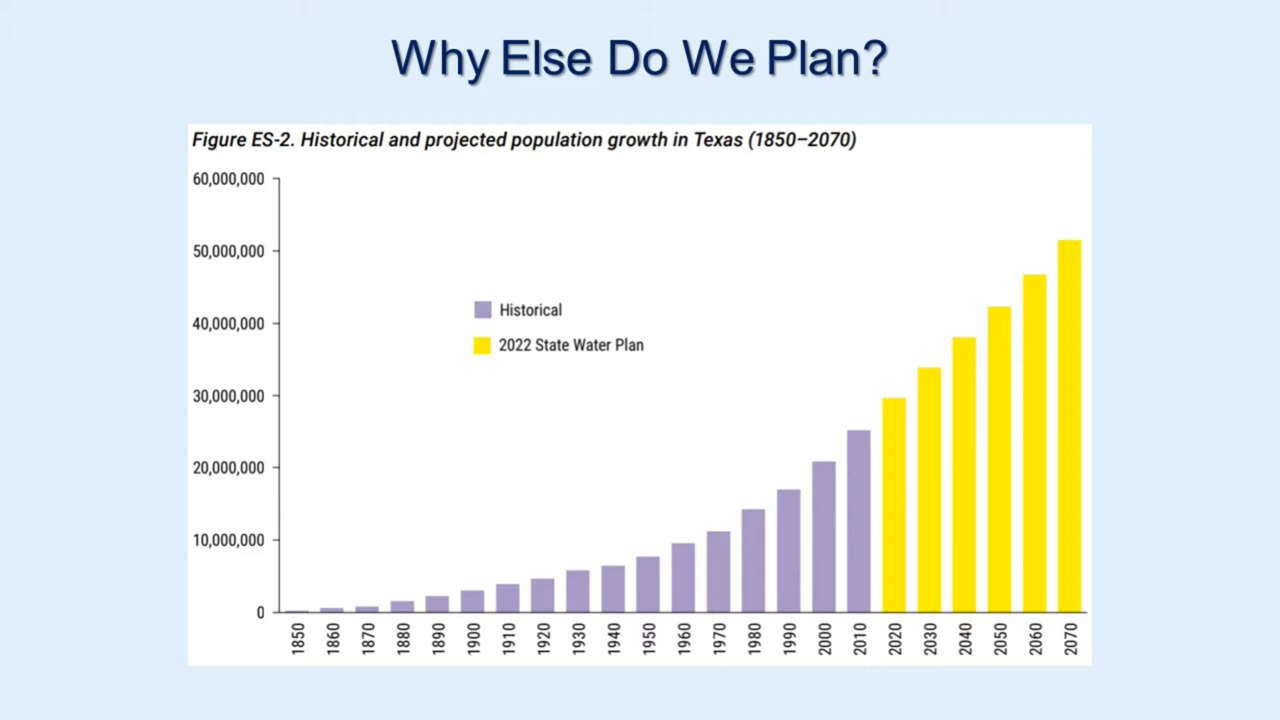 Why Else Do We Plan?
Figure ES-2. Historical and projected population growth in Texas (1850–2070)
60,000,000
50,000,000
40,000,000
30,000,000
20,000,000
10,000,000
0
Historical
2022 State Water Plan
1850 1860 1870 1880 1890 1900 1910 1920 1930 1940 1950 1960 1970 1980 1990 2000 2010 2020 2030 2040 2050 2060 2070